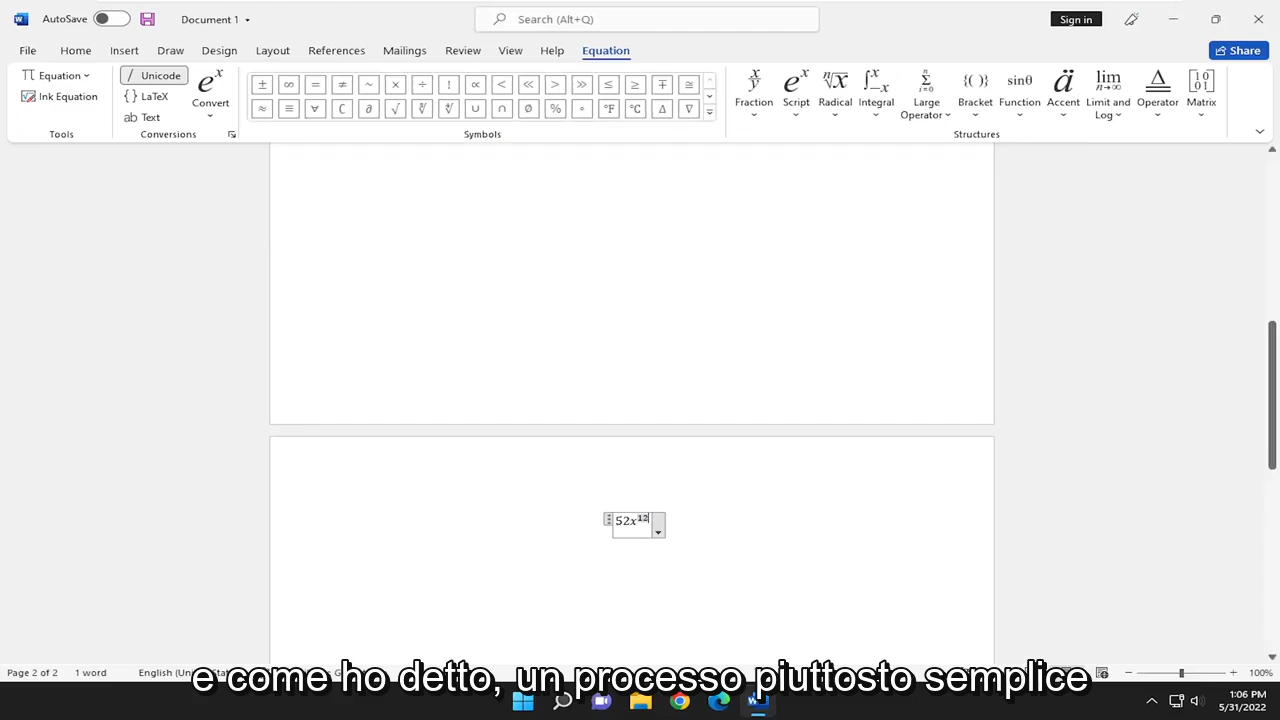 AutoSave Document 1 Search (Alt+Q) Sign in
File Home Insert Draw Design Layout References Mailings Review View Help Equation Share
Equation Unicode
Ink Equation LaTeX Convert
Text
± ∞ = ≠ ~ × ÷ ! ∝ < ≪ > ≫ ≤ ≥ ∓ ≅
≈ ≡ ∀ ∁ ∂ √ ∛ ∜ ∪ ∩ ∅ % ° °F °C ∆ ∇
Fraction Script Radical Integral Large Operator Bracket Function Accent Limit and Log Operator Matrix
Tools Conversions Symbols Structures
52x¹²
Page 2 of 2 1 word 100%
e come ho detto, un processo piuttosto semplice
1:06 PM
5/31/2022